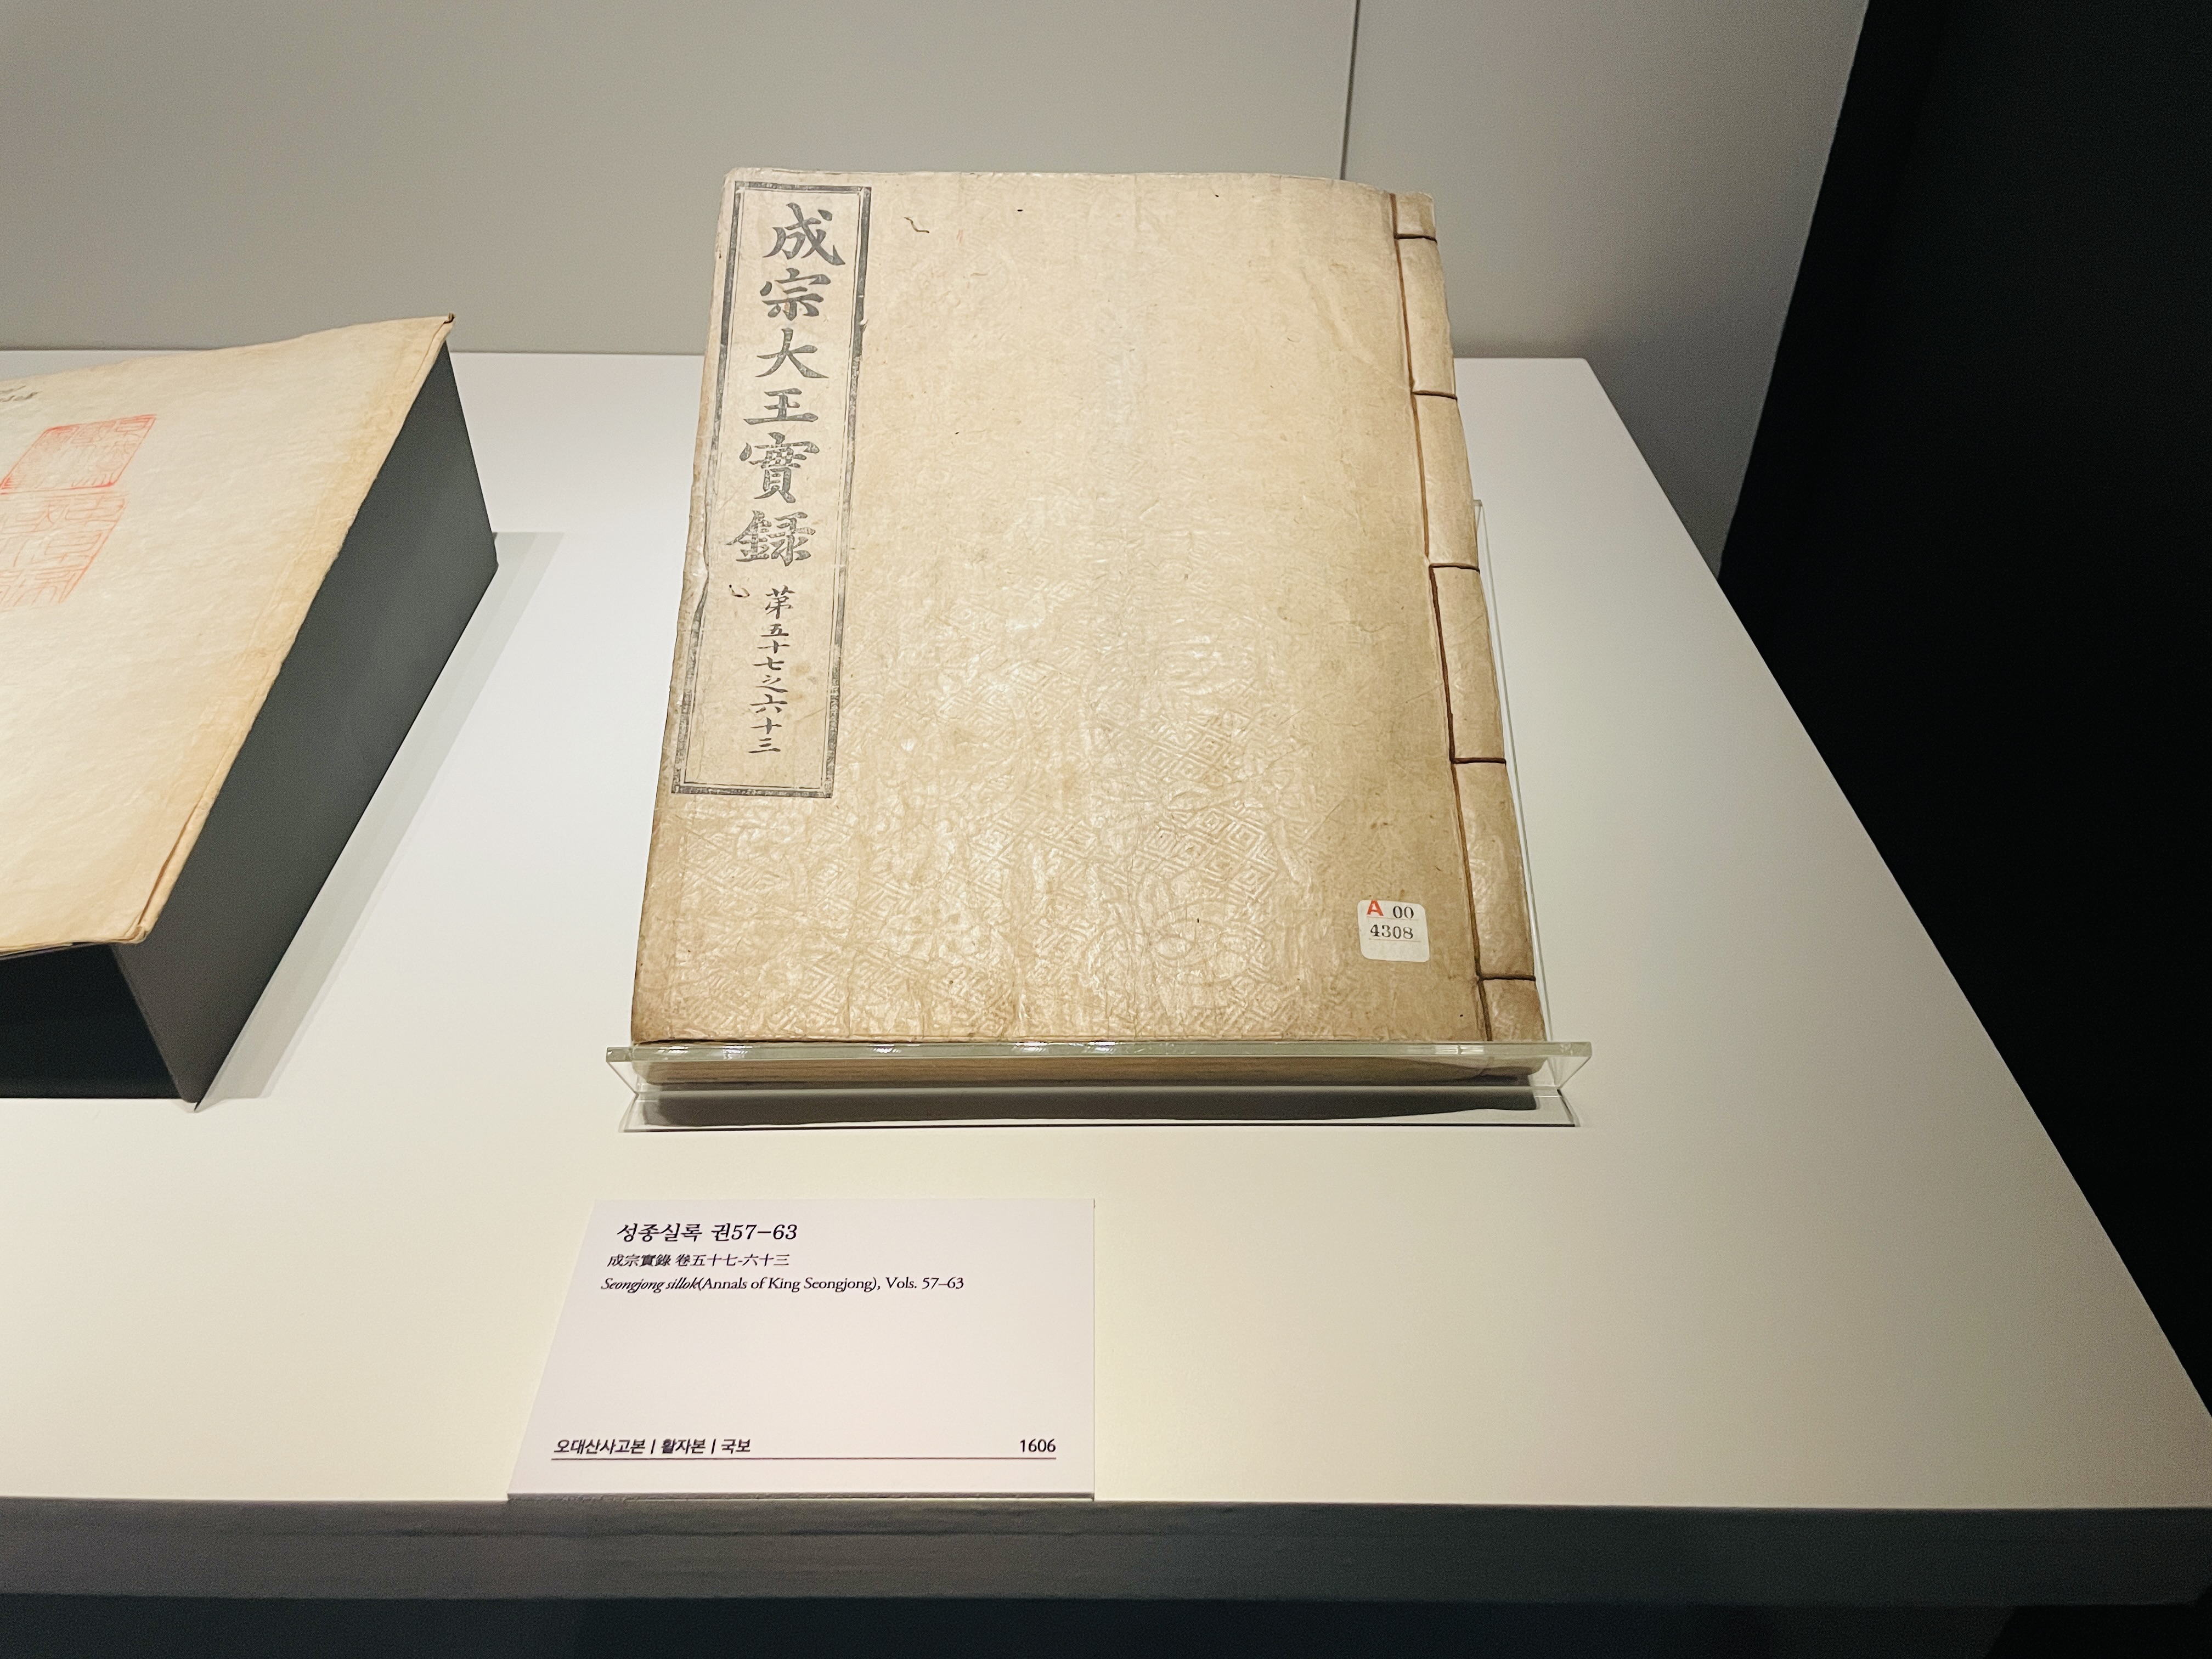 成宗大王實錄
第五十七之六十三
A 00
4308
성종실록 권57–63
成宗實錄 卷五十七-六十三
Seongjong sillok(Annals of King Seongjong), Vols. 57–63
오대산사고본 | 활자본 | 국보 1606